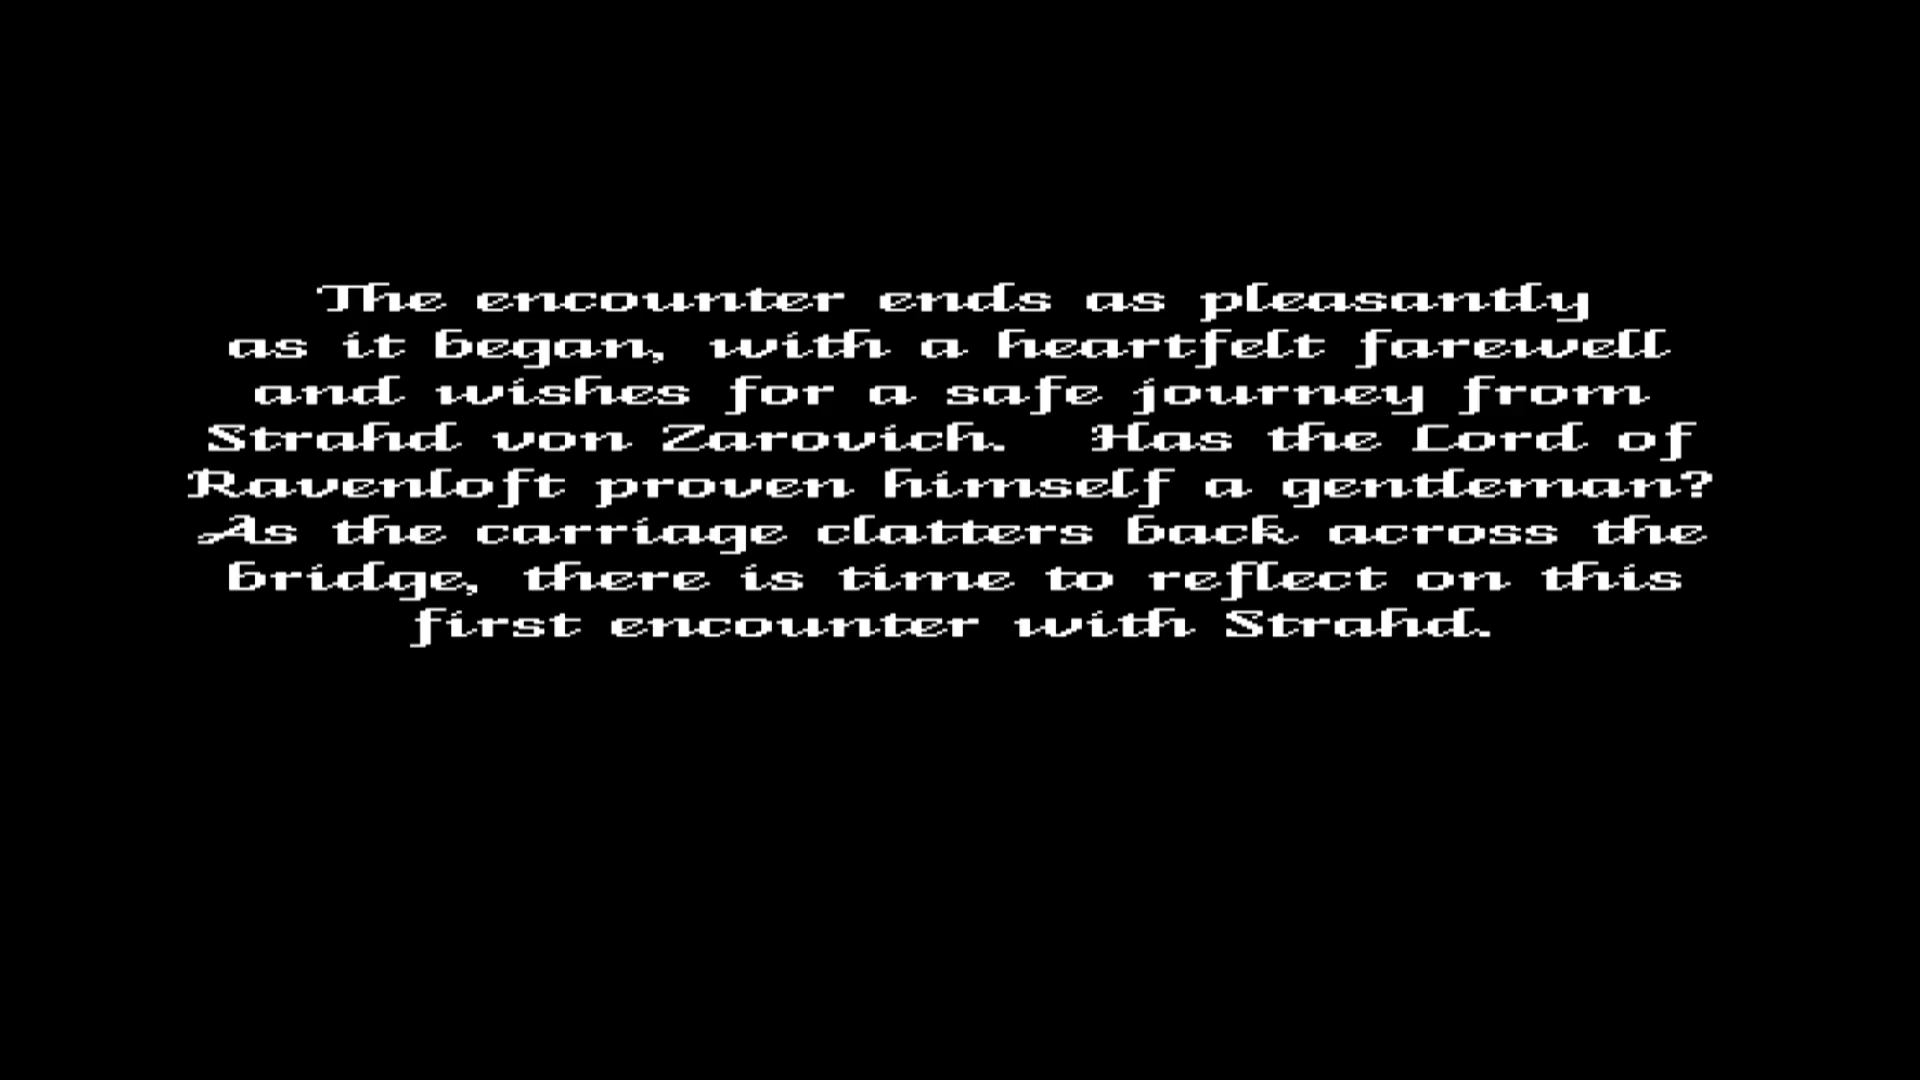 The encounter ends as pleasantly
as it began, with a heartfelt farewell
and wishes for a safe journey from
Strahd von Zarovich.  Has the Lord of
Ravenloft proven himself a gentleman?
As the carriage clatters back across the
bridge, there is time to reflect on this
first encounter with Strahd.